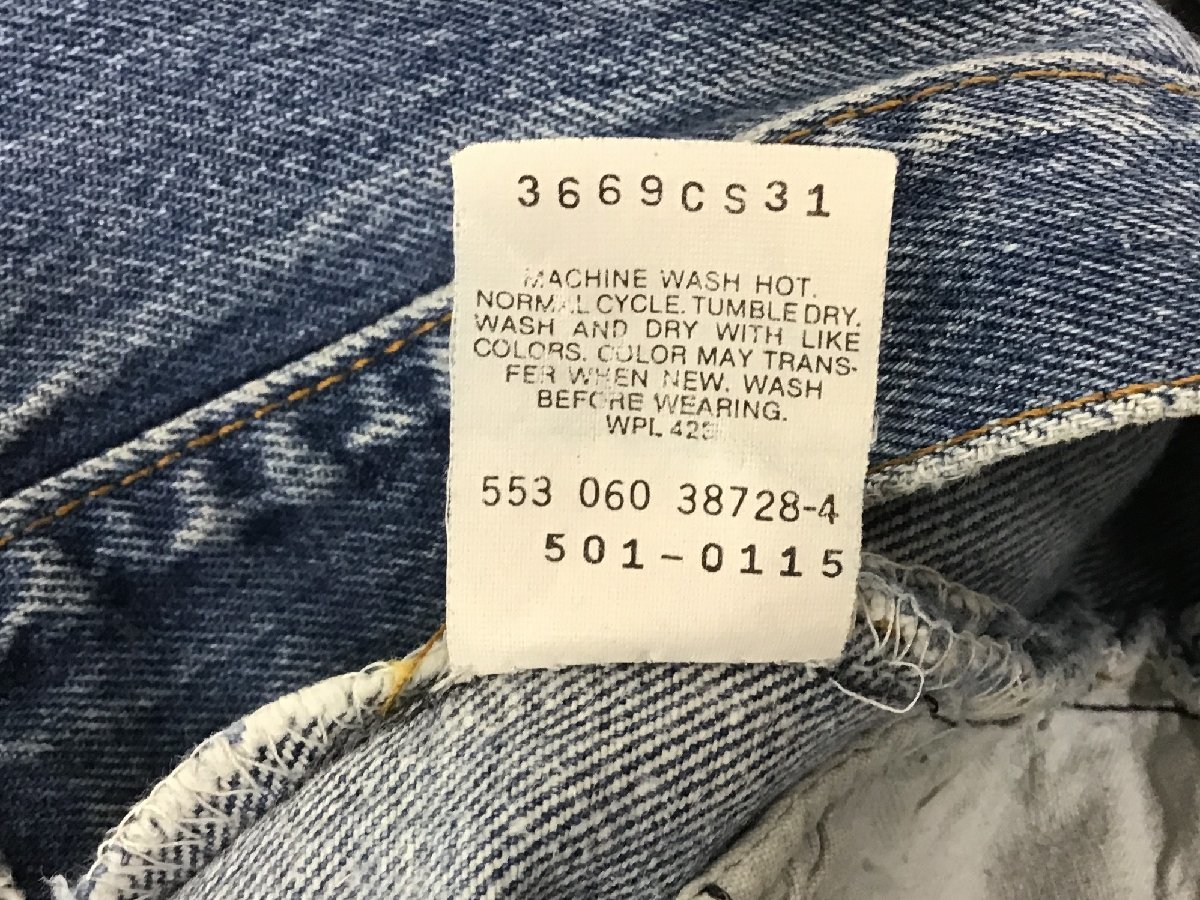 3669CS31
MACHINE WASH HOT.
NORMAL CYCLE. TUMBLE DRY.
WASH AND DRY WITH LIKE
COLORS. COLOR MAY TRANS-
FER WHEN NEW. WASH
BEFORE WEARING.
WPL 423
553 060 38728-4
501-0115